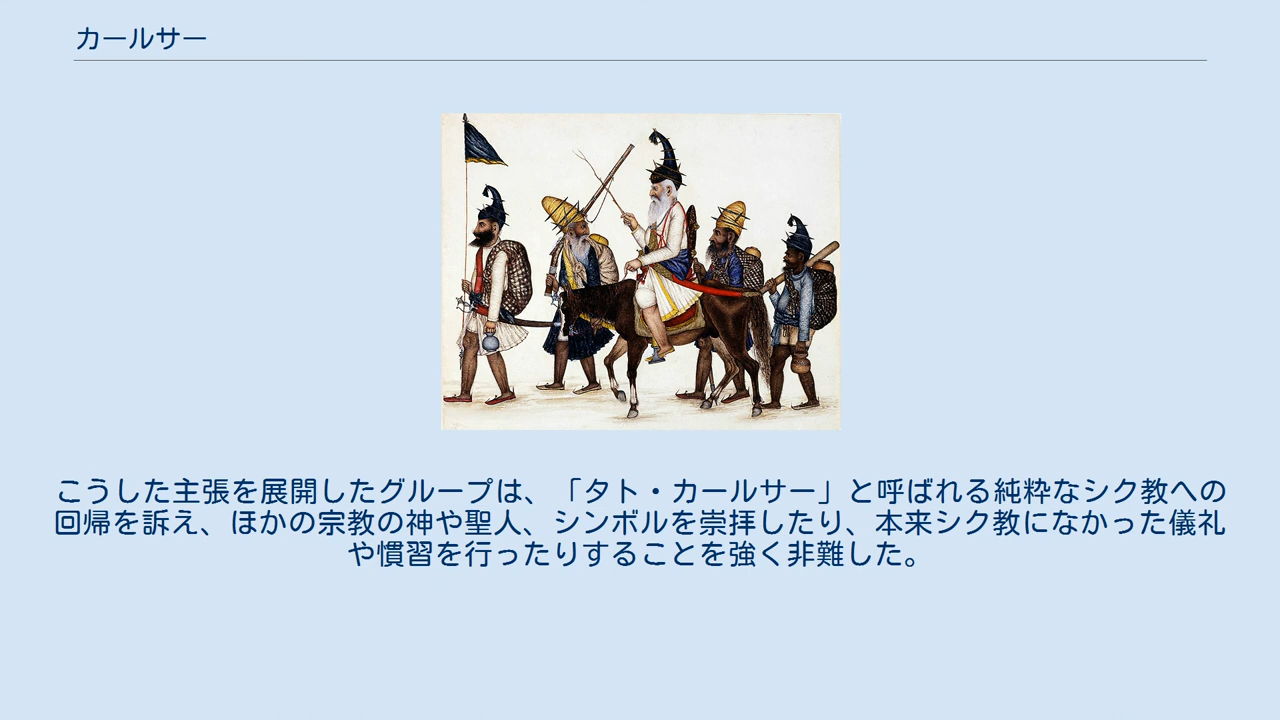 カールサー
こうした主張を展開したグループは、「タト・カールサー」と呼ばれる純粋なシク教への
回帰を訴え、ほかの宗教の神や聖人、シンボルを崇拝したり、本来シク教になかった儀礼
や慣習を行ったりすることを強く非難した。